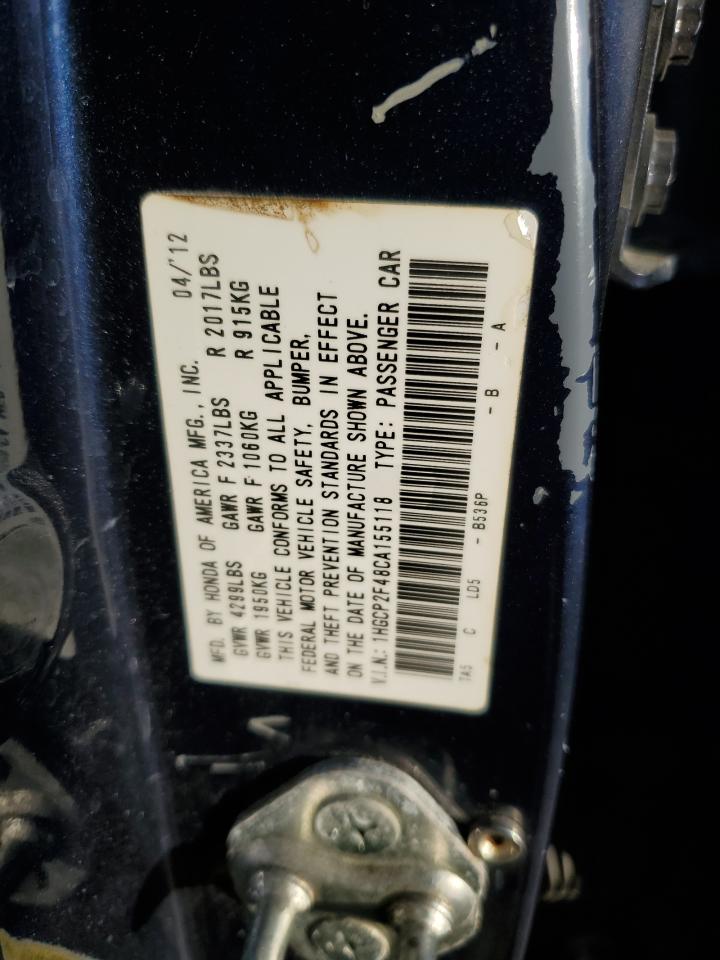 MFD. BY HONDA OF AMERICA MFG., INC. 04/'12
GVWR 4299LBS GAWR F 2337LBS R 2017LBS
GVWR 1950KG GAWR F 1060KG R 915KG
THIS VEHICLE CONFORMS TO ALL APPLICABLE
FEDERAL MOTOR VEHICLE SAFETY, BUMPER,
AND THEFT PREVENTION STANDARDS IN EFFECT
ON THE DATE OF MANUFACTURE SHOWN ABOVE.
V.I.N.: 1HGCP2F48CA155118 TYPE: PASSENGER CAR
TA5 C LD5 - B536P - B - A